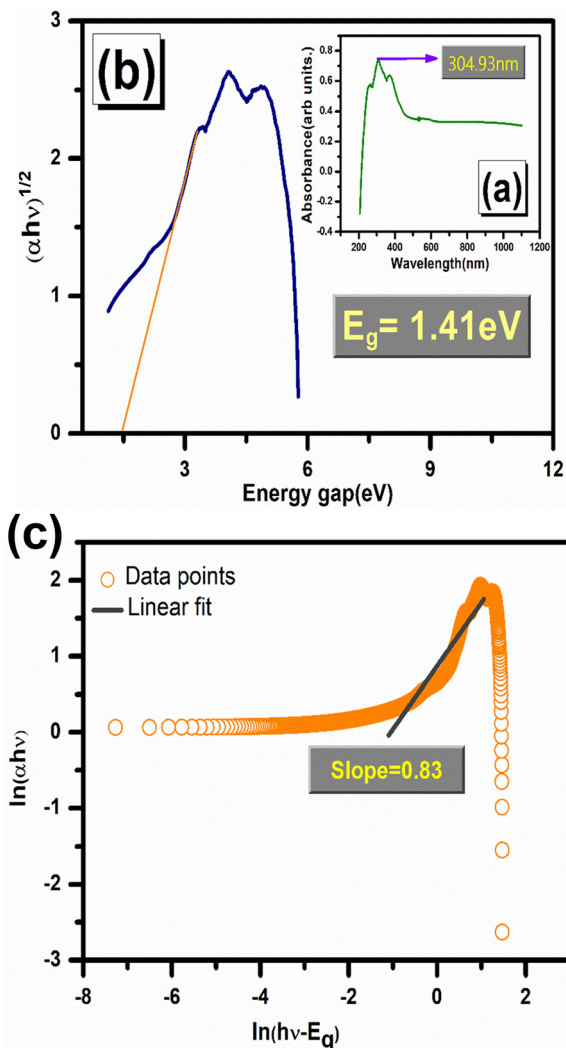 (b)
(αhν)1/2
2
1
0
3
6
9
12
Energy gap(eV)
Eg= 1.41eV
304.93nm
(a)
Absorbance(arb units.)
0.8
0.6
0.4
0.2
0.0
-0.2
-0.4
200
400
600
800
1000
1200
Wavelength(nm)
(c)
Data points
Linear fit
Slope=0.83
ln(αhν)
2
1
0
-1
-2
-3
-8
-6
-4
-2
0
2
ln(hν-Eg)